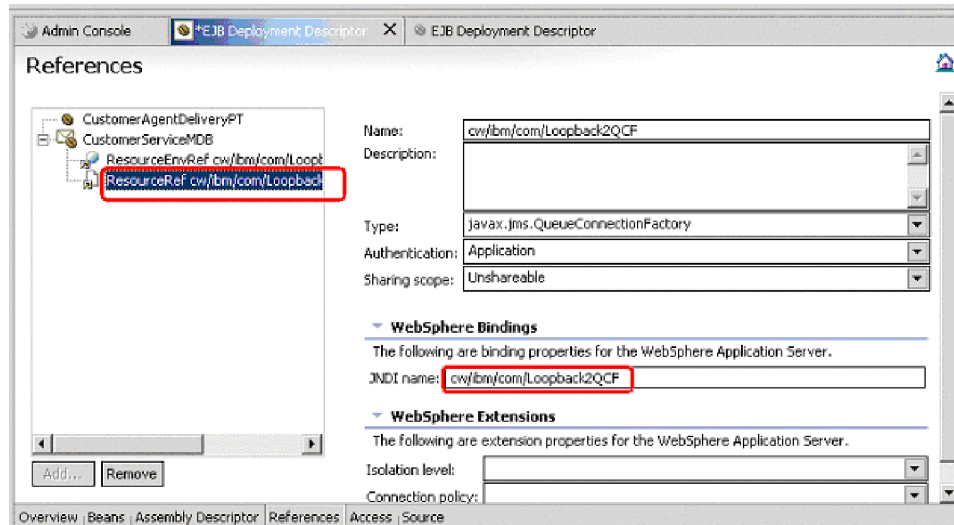 Admin Console
*EJB Deployment Descriptor
EJB Deployment Descriptor
References
CustomerAgentDeliveryPT
CustomerServiceMDB
ResourceEnvRef cw/ibm/com/Loopb
ResourceRef cw/ibm/com/Loopback
Add...
Remove
Name: cw/ibm/com/Loopback2QCF
Description:
Type: javax.jms.QueueConnectionFactory
Authentication: Application
Sharing scope: Unshareable
WebSphere Bindings
The following are binding properties for the WebSphere Application Server.
JNDI name: cw/ibm/com/Loopback2QCF
WebSphere Extensions
The following are extension properties for the WebSphere Application Server.
Isolation level:
Connection policy:
Overview Beans Assembly Descriptor References Access Source